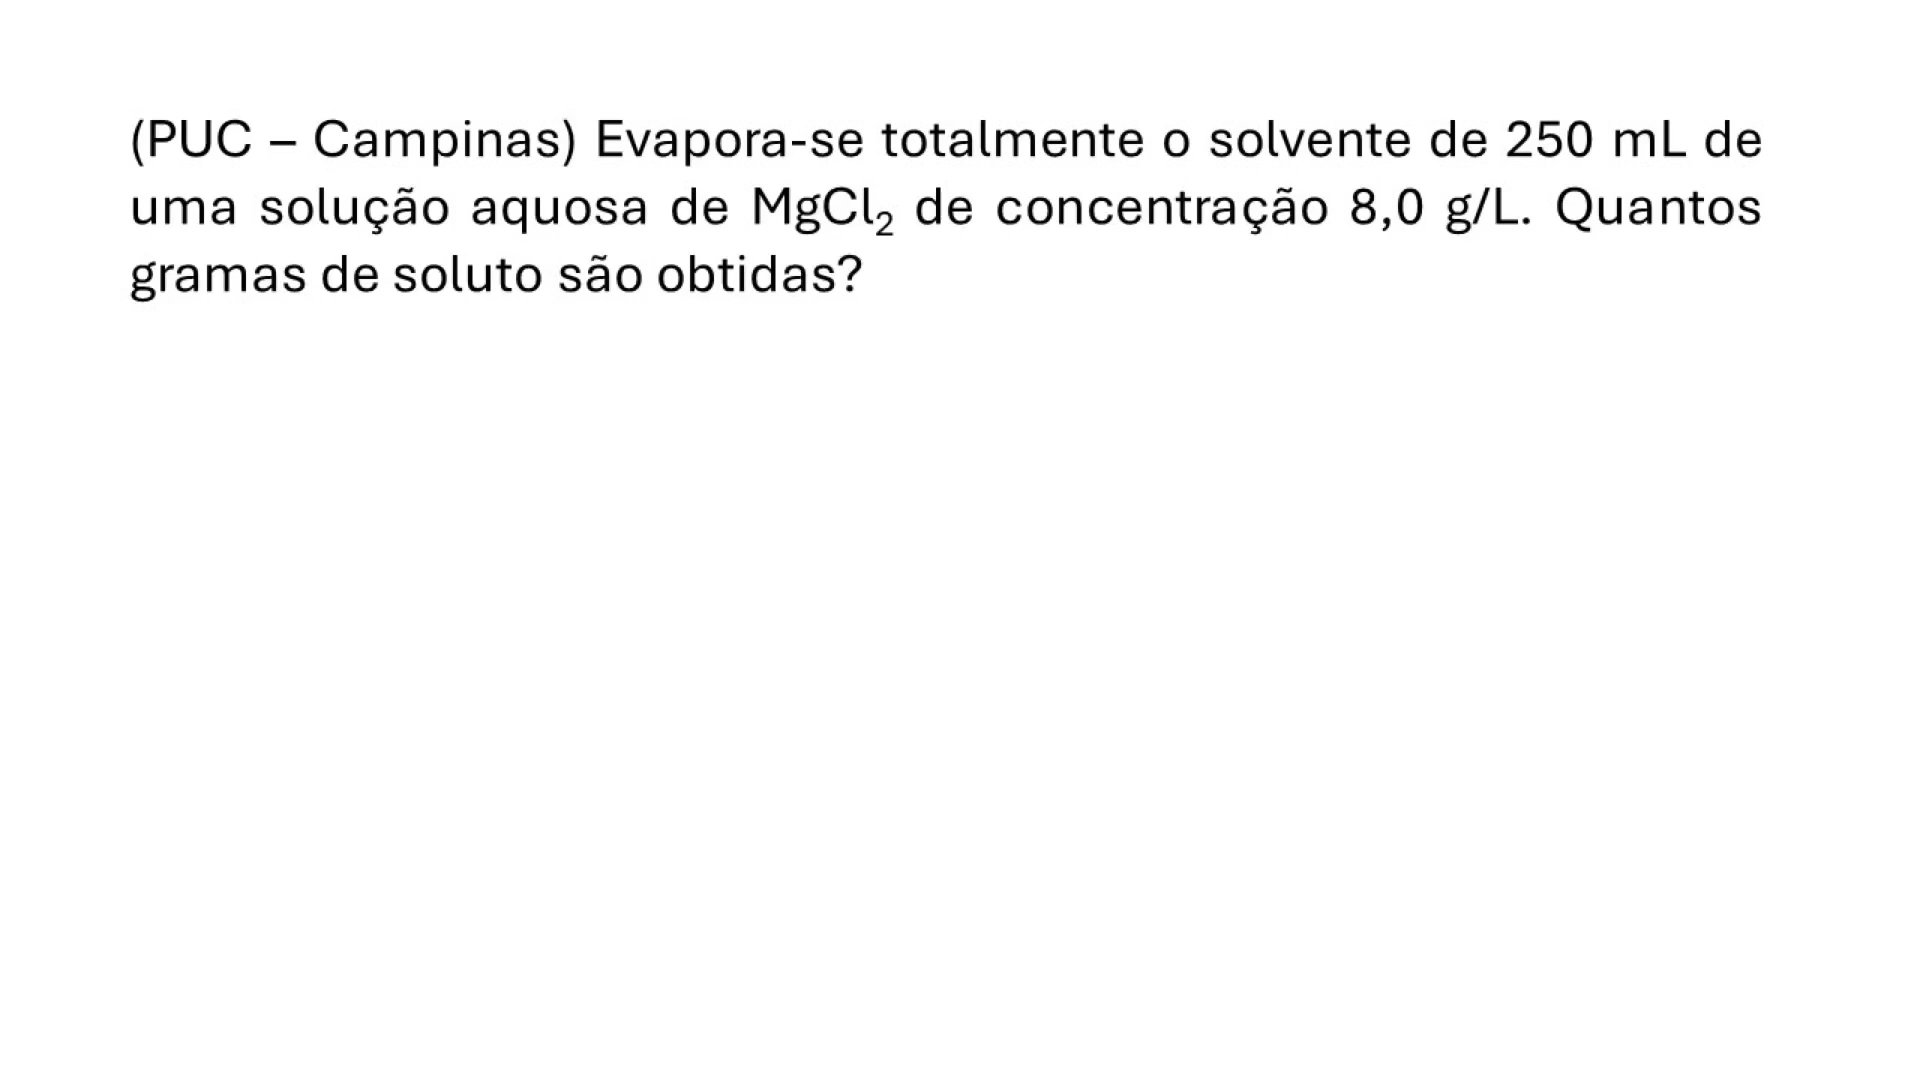 (PUC – Campinas) Evapora-se totalmente o solvente de 250 mL de
uma solução aquosa de MgCl₂ de concentração 8,0 g/L. Quantos
gramas de soluto são obtidas?